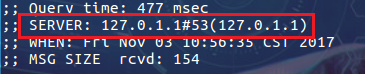 ;; Query time: 477 msec
;; SERVER: 127.0.1.1#53(127.0.1.1)
;; WHEN: Fri Nov 03 10:56:35 CST 2017
;; MSG SIZE  rcvd: 154